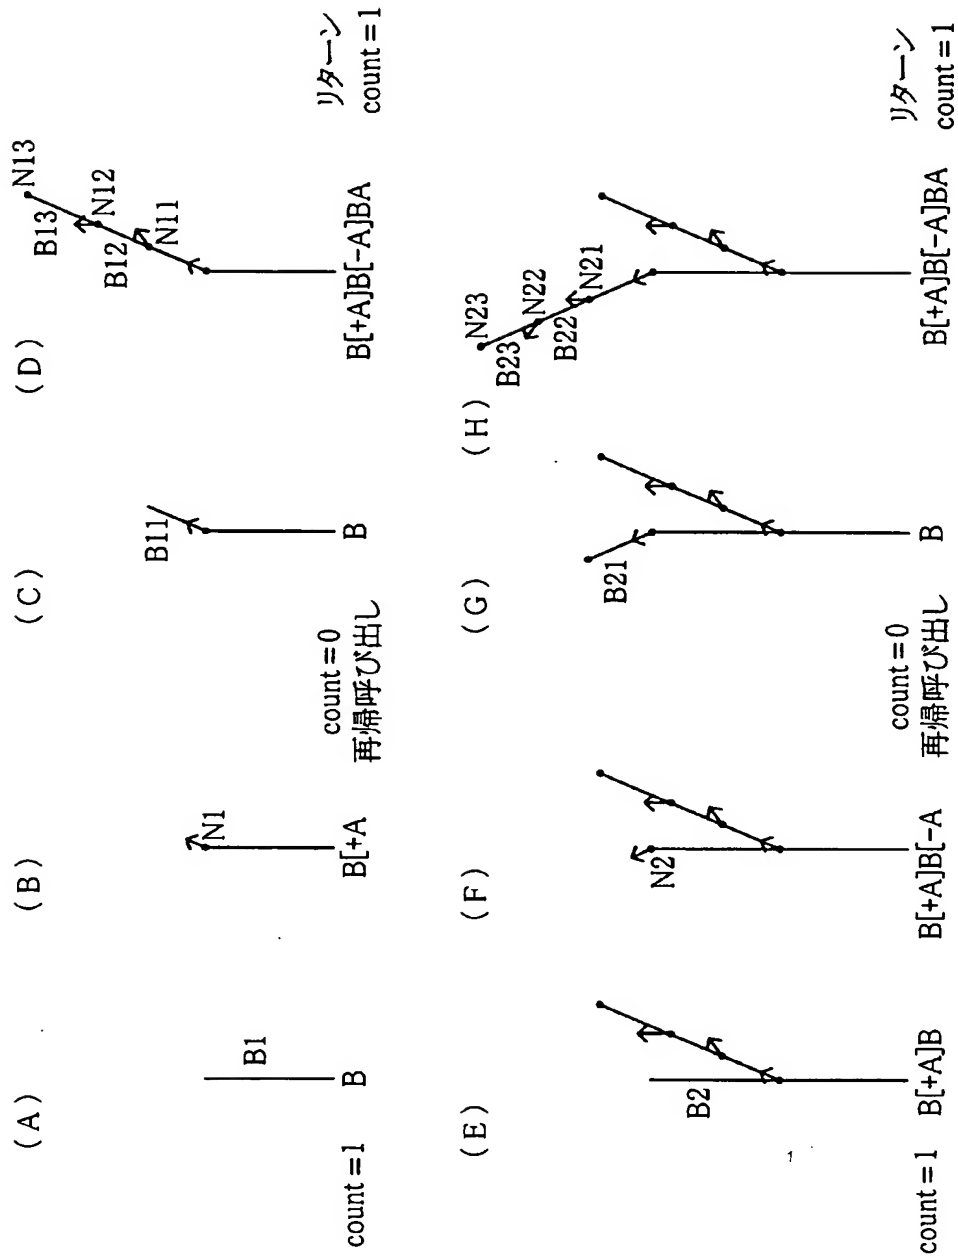 (A)
B1
B
count=1
(B)
N1
B[+A
count=0
再帰呼び出し
(C)
B11
B
(D)
N13
B13
N12
B12
N11
B[+A]B[-A]BA
リターン
count=1
(E)
B2
B[+A]B
count=1
(F)
N2
B[+A]B[-A
count=0
再帰呼び出し
(G)
B21
B
(H)
N23
B23
N22
B22
N21
B[+A]B[-A]BA
リターン
count=1